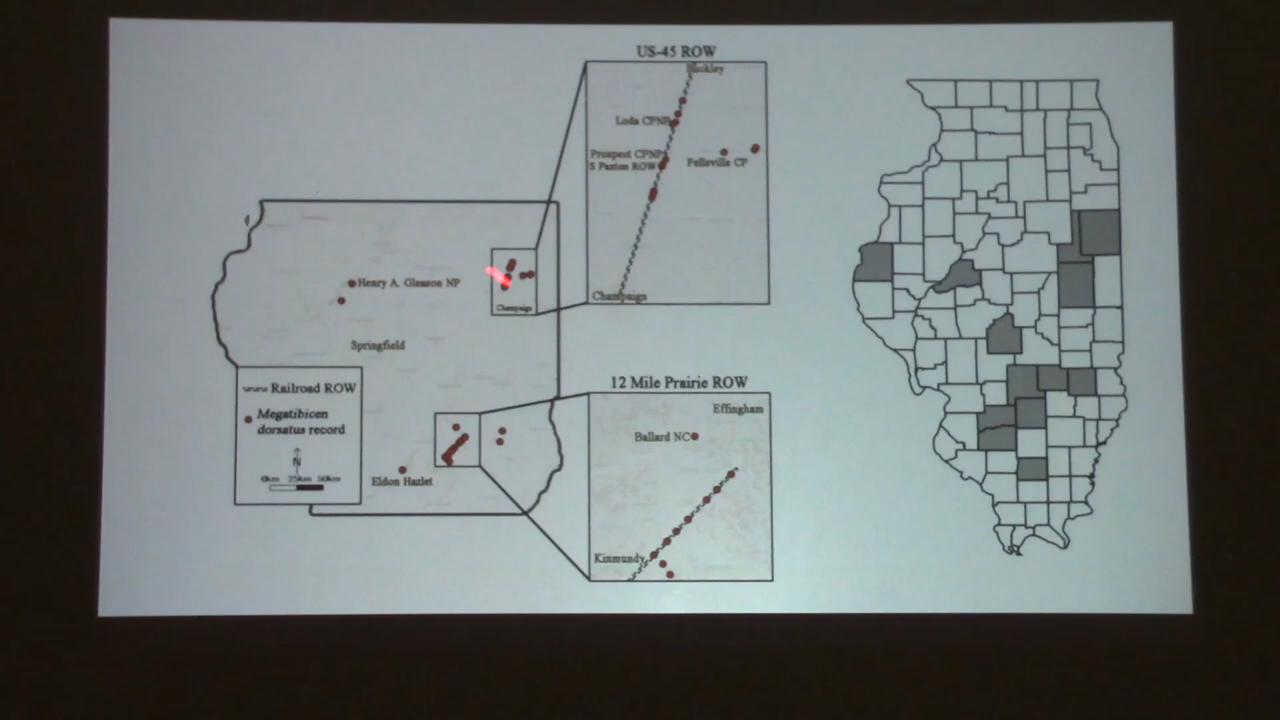 US-45 ROW
Buckley
Loda CPNP
Prospect CPNP
S Paxton ROW
Pellsville CP
Champaign
Henry A. Gleason NP
Champaign
Springfield
Railroad ROW
Megatibicen
dorsatus record
N
0km 25km 50km
Eldon Hazlet
12 Mile Prairie ROW
Effingham
Ballard NC
Kinmundy